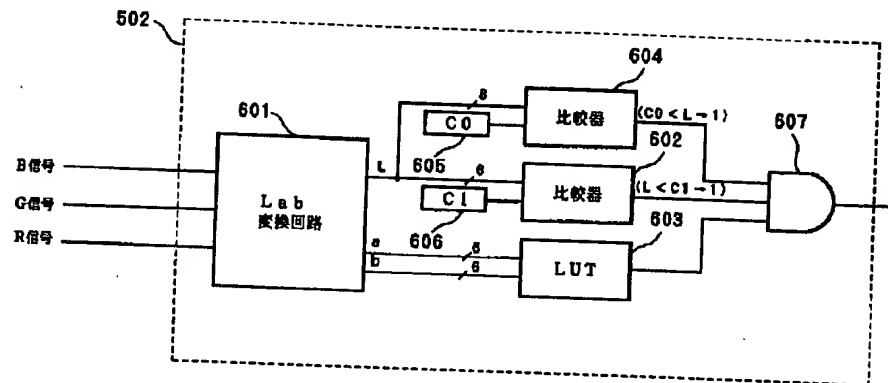 502
604
601
8
C0
比較器
(C0<L→1)
607
605
602
L
6
B信号
C1
比較器
(L<C1→1)
G信号
Lab
変換回路
606
603
R信号
a
6
LUT
b
6